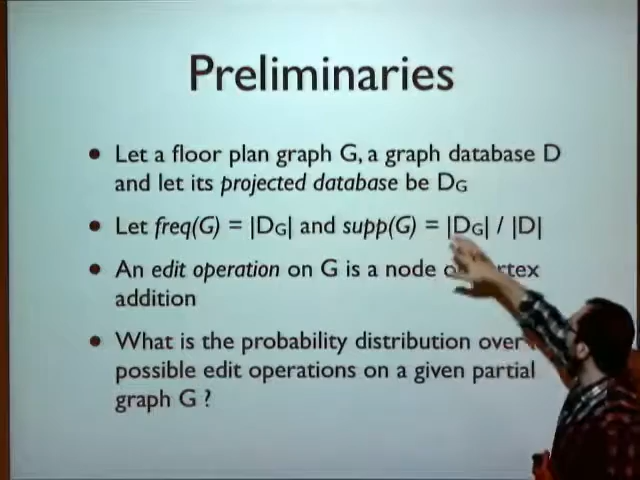 Preliminaries
• Let a floor plan graph G, a graph database D
and let its projected database be DG
• Let freq(G) = |DG| and supp(G) = |DG| / |D|
• An edit operation on G is a node
addition
• What is the probability distribution over
possible edit operations on a given partial
graph G ?